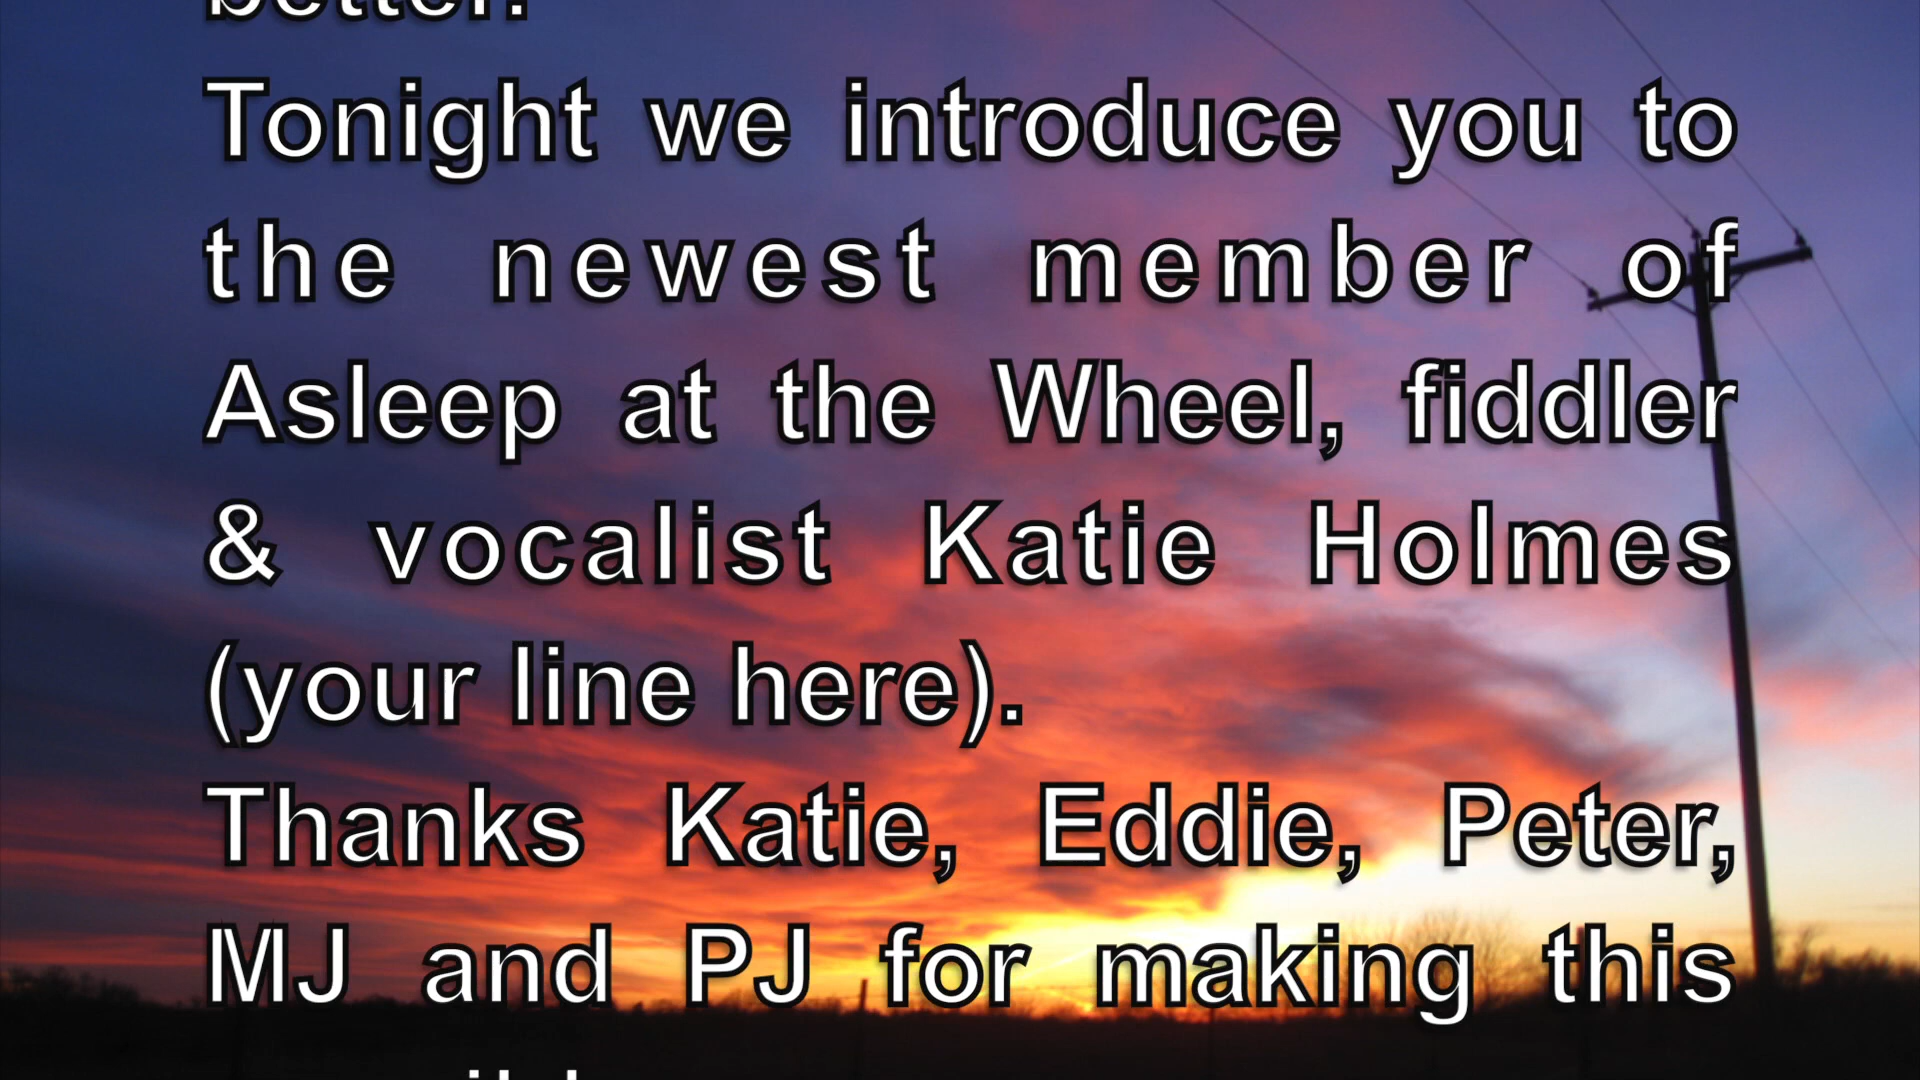 better.
Tonight we introduce you to
the newest member of
Asleep at the Wheel, fiddler
& vocalist Katie Holmes
(your line here).
Thanks Katie, Eddie, Peter,
MJ and PJ for making this